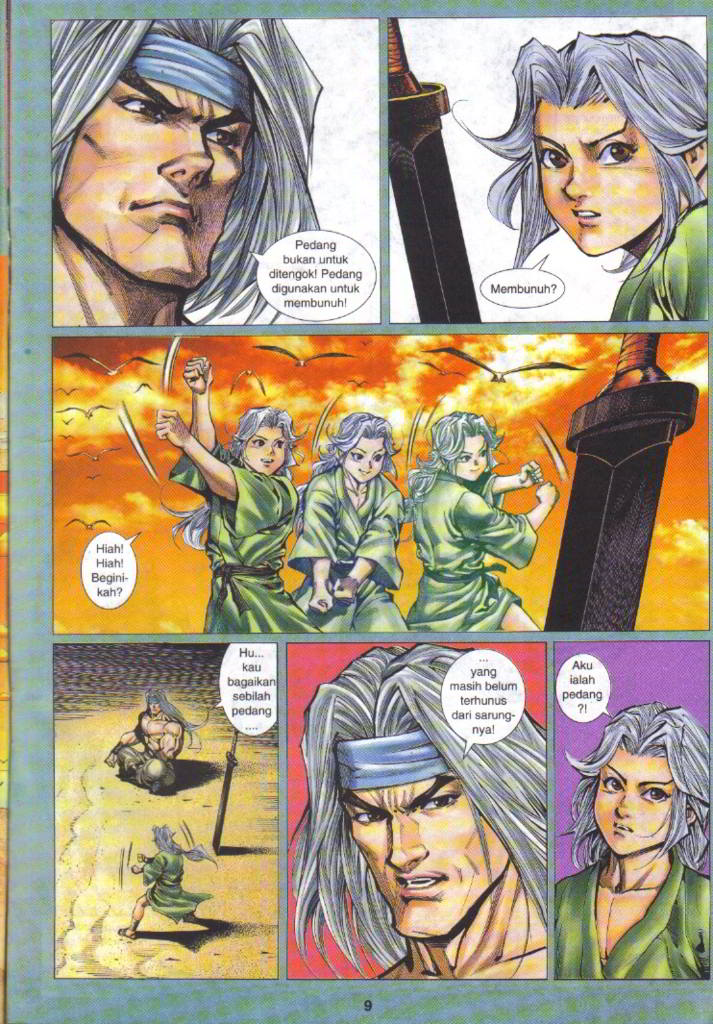 Pedang
bukan untuk
ditengok! Pedang
digunakan untuk
membunuh!
Membunuh?
Hiah!
Hiah!
Begini-
kah?
Hu...
kau
bagaikan
sebilah
pedang
....
...
yang
masih belum
terhunus
dari sarung-
nya!
Aku
ialah
pedang
?!
9